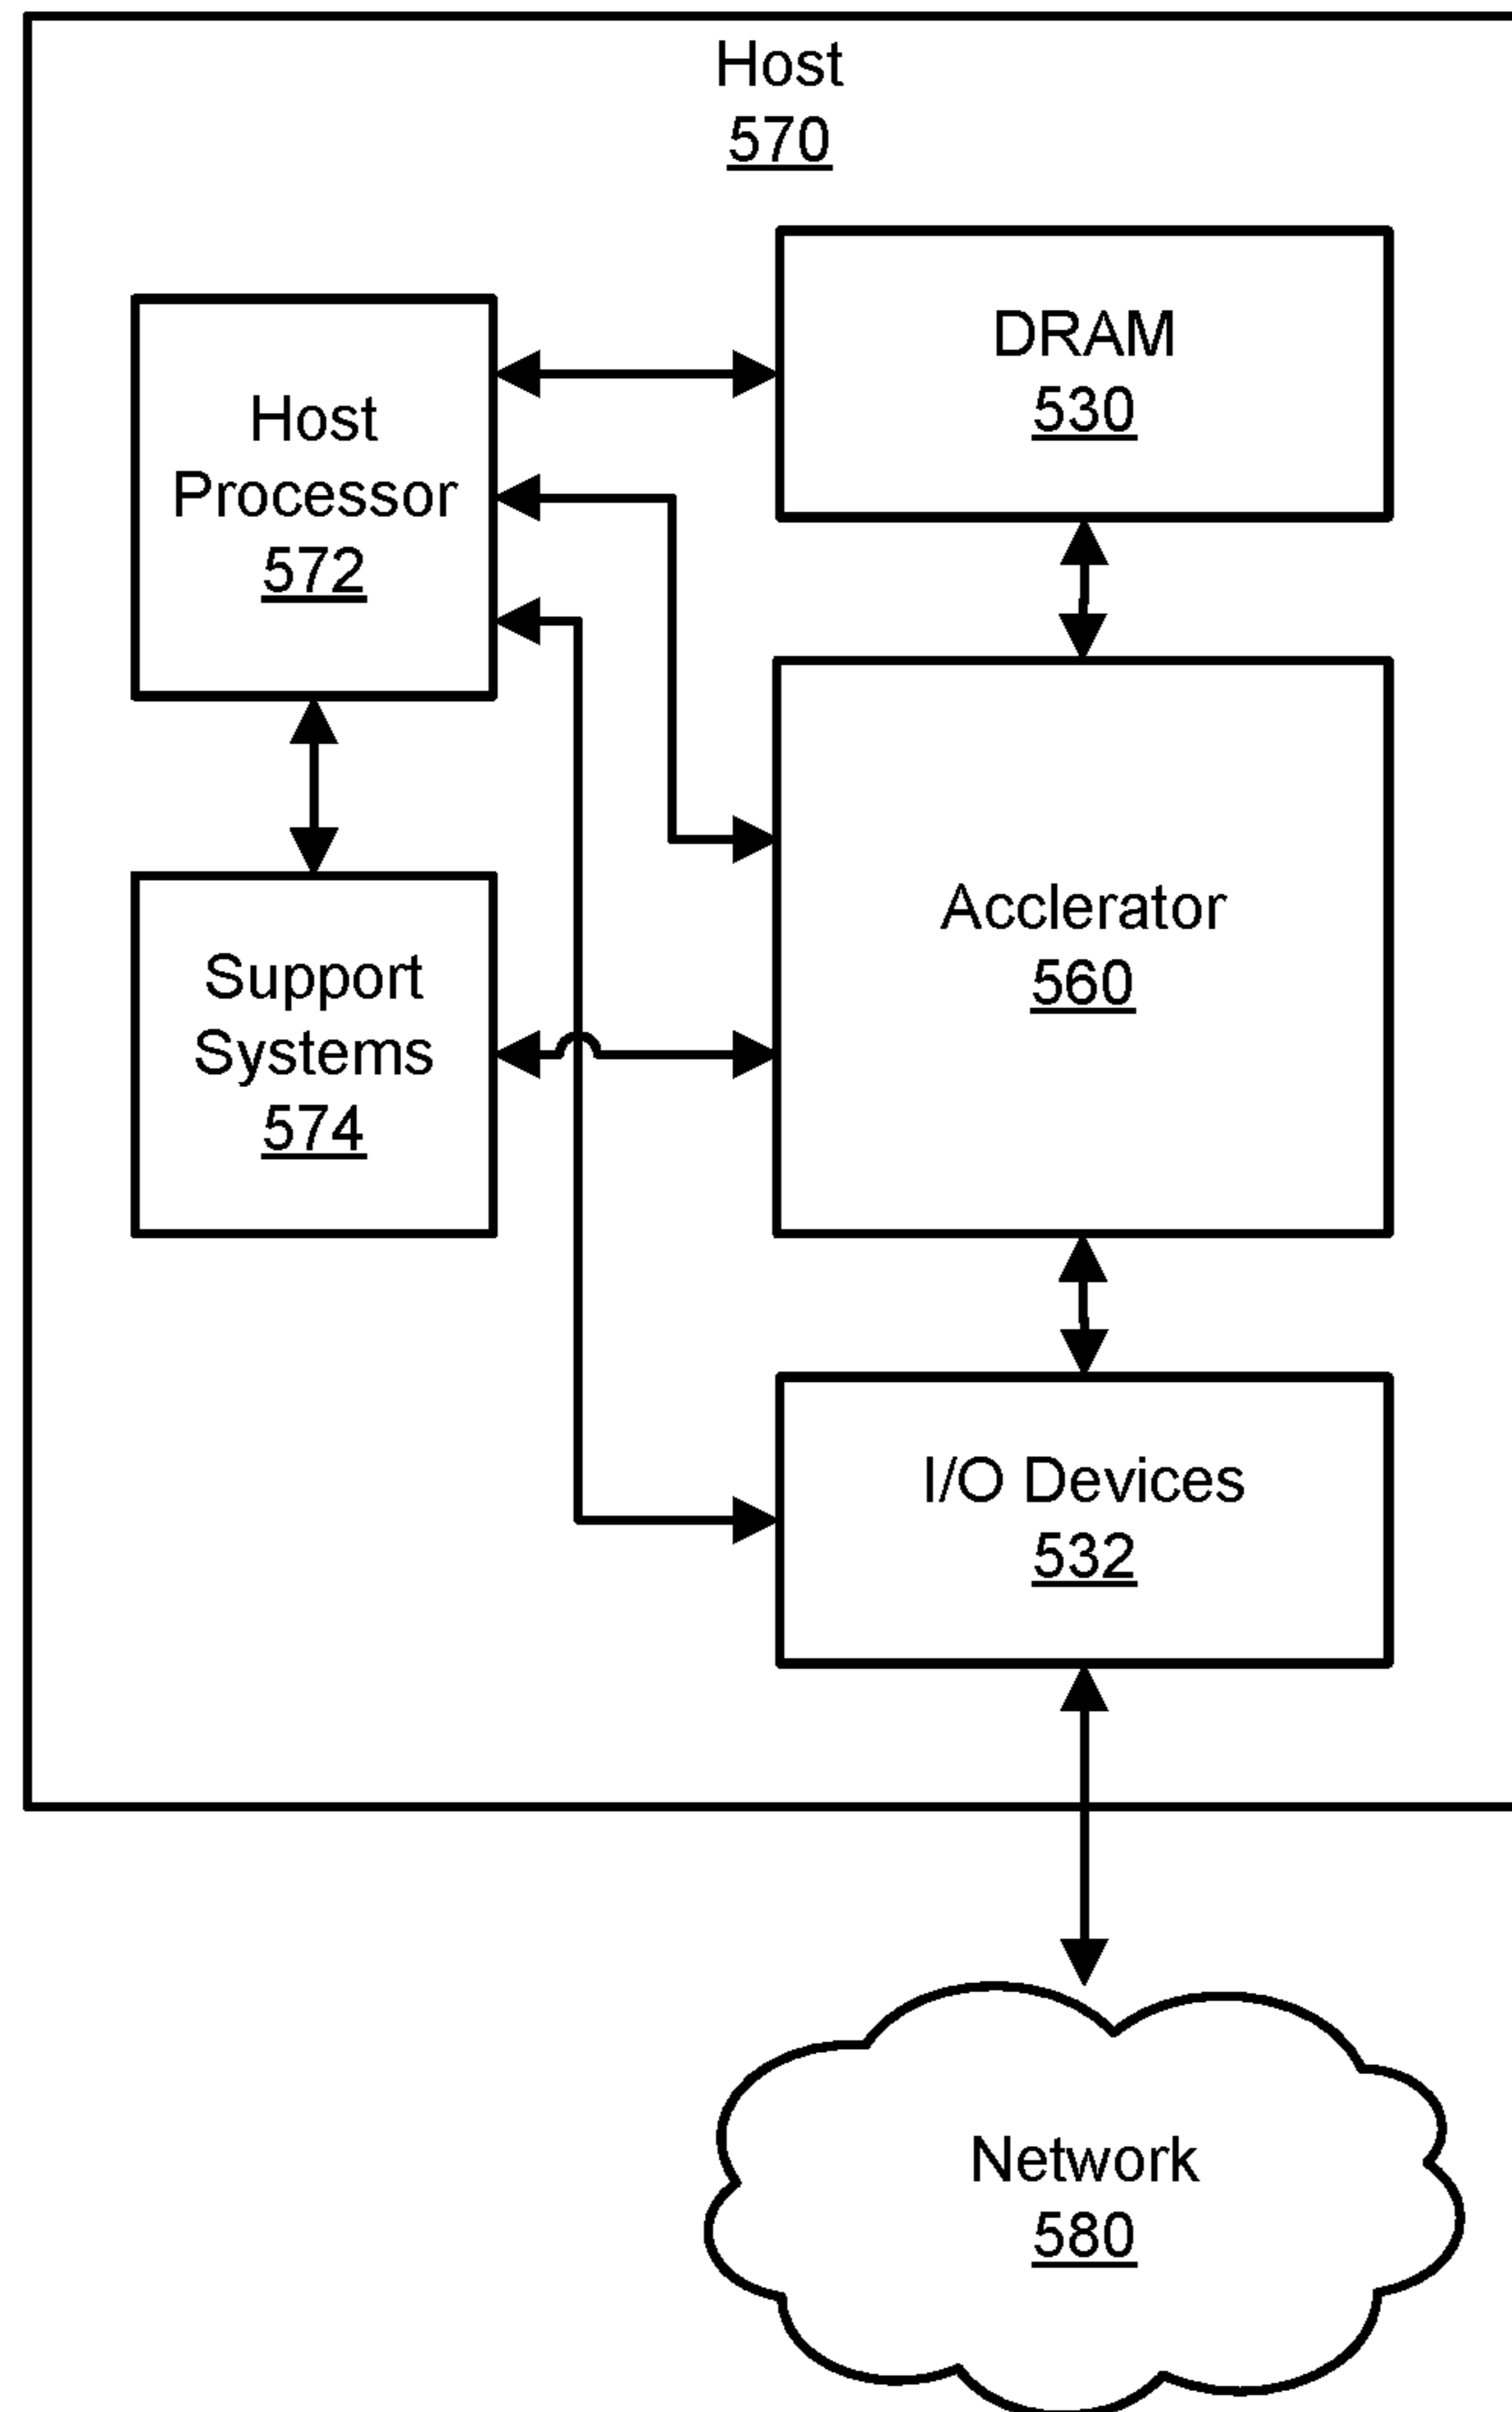 Host
570
DRAM
530
Host
Processor
572
Acclerator
560
Support
Systems
574
I/O Devices
532
Network
580